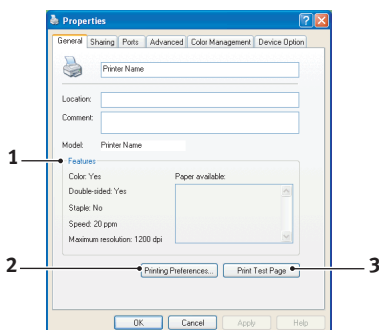 Properties
General Sharing Ports Advanced Color Management Device Option
Printer Name
Location:
Comment:
Model: Printer Name
1
Features
Color: Yes Paper available:
Double-sided: Yes
Staple: No
Speed: 20 ppm
Maximum resolution: 1200 dpi
2 Printing Preferences... Print Test Page 3
OK Cancel Apply Help